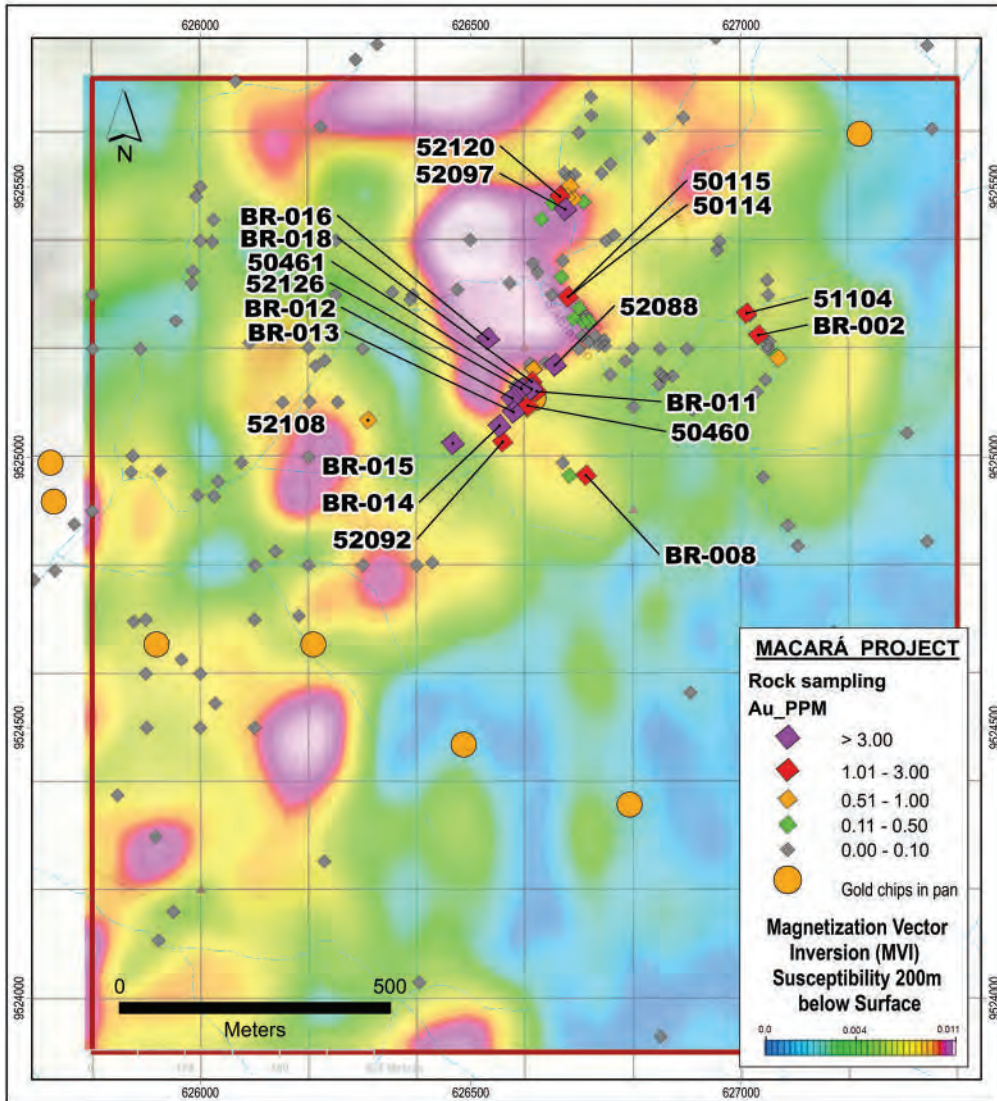 626000
626500
627000
9525500
9525500
N
52120
52097
50115
50114
BR-016
BR-018
50461
52126
BR-012
BR-013
52088
51104
BR-002
BR-011
50460
52108
9525000
9525000
BR-015
BR-014
52092
BR-008
MACARÁ PROJECT
Rock sampling
Au_PPM
> 3.00
1.01 - 3.00
0.51 - 1.00
0.11 - 0.50
0.00 - 0.10
Gold chips in pan
Magnetization Vector
Inversion (MVI)
Susceptibility 200m
below Surface
0.0
0.004
0.011
9524500
9524500
0
500
Meters
9524000
9524000
626000
626500
627000